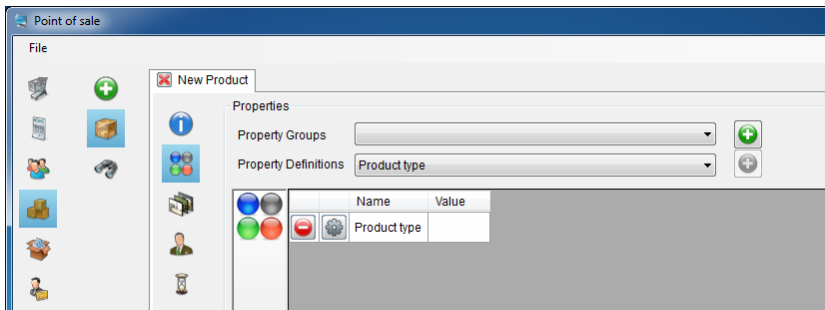 Point of sale
File
New Product
Properties
Property Groups
Property Definitions Product type
Name Value
Product type